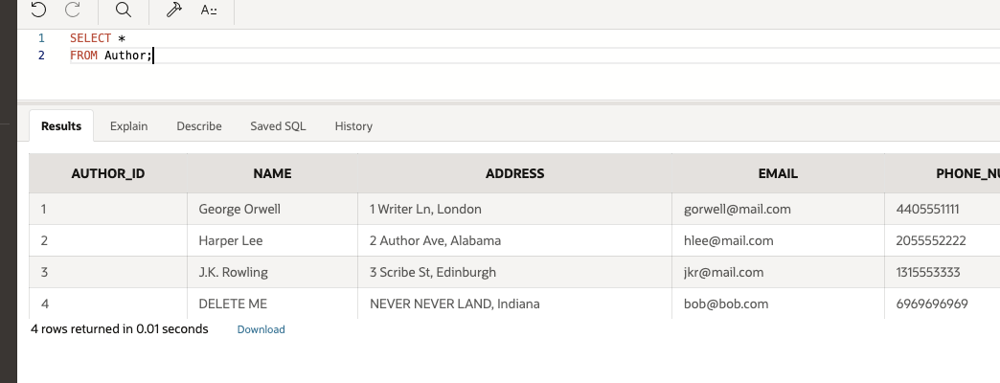 A::
1 SELECT *
2 FROM Author;
Results Explain Describe Saved SQL History
AUTHOR_ID NAME ADDRESS EMAIL PHONE_NU
1 George Orwell 1 Writer Ln, London gorwell@mail.com 4405551111
2 Harper Lee 2 Author Ave, Alabama hlee@mail.com 2055552222
3 J.K. Rowling 3 Scribe St, Edinburgh jkr@mail.com 1315553333
4 DELETE ME NEVER NEVER LAND, Indiana bob@bob.com 6969696969
4 rows returned in 0.01 seconds Download